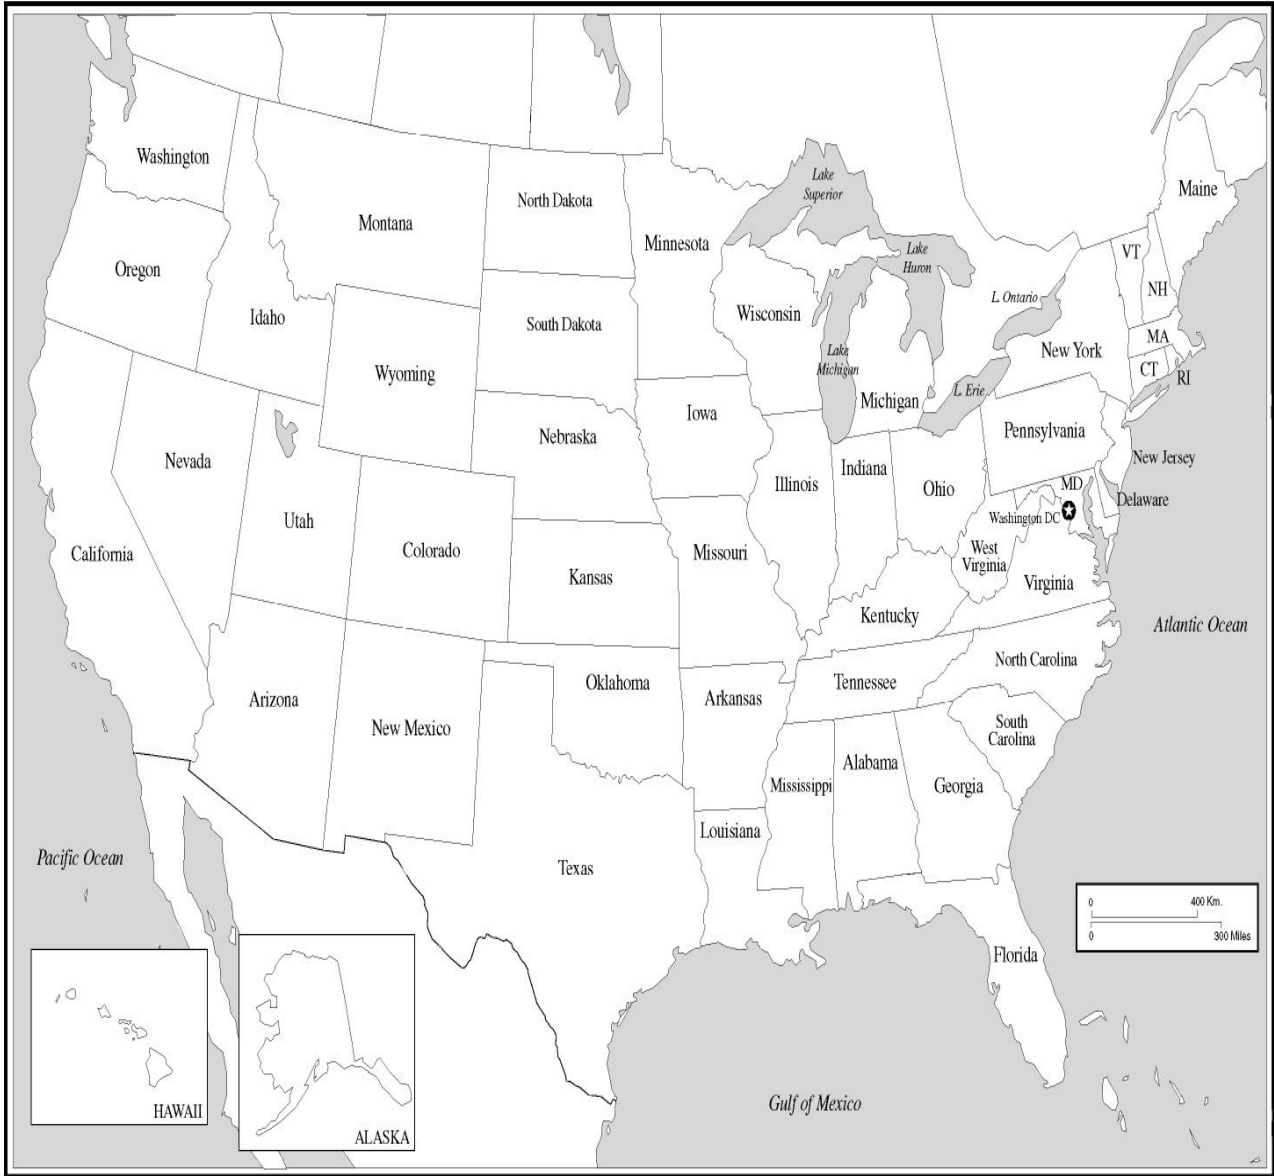 Washington
Montana
North Dakota
Minnesota
Lake
Superior
Maine
Oregon
Idaho
Wyoming
South Dakota
Wisconsin
Lake
Huron
L. Ontario
VT
NH
MA
CT
RI
New York
Lake
Michigan
Michigan
L. Erie
Iowa
Nebraska
Nevada
Utah
Colorado
California
Kansas
Missouri
Illinois
Indiana
Ohio
Pennsylvania
New Jersey
MD
Delaware
Washington DC
West
Virginia
Virginia
Kentucky
Atlantic Ocean
North Carolina
Tennessee
Oklahoma
Arkansas
Arizona
New Mexico
South
Carolina
Mississippi
Alabama
Georgia
Louisiana
Texas
Pacific Ocean
Florida
0
400 Km.
0
300 Miles
HAWAII
ALASKA
Gulf of Mexico